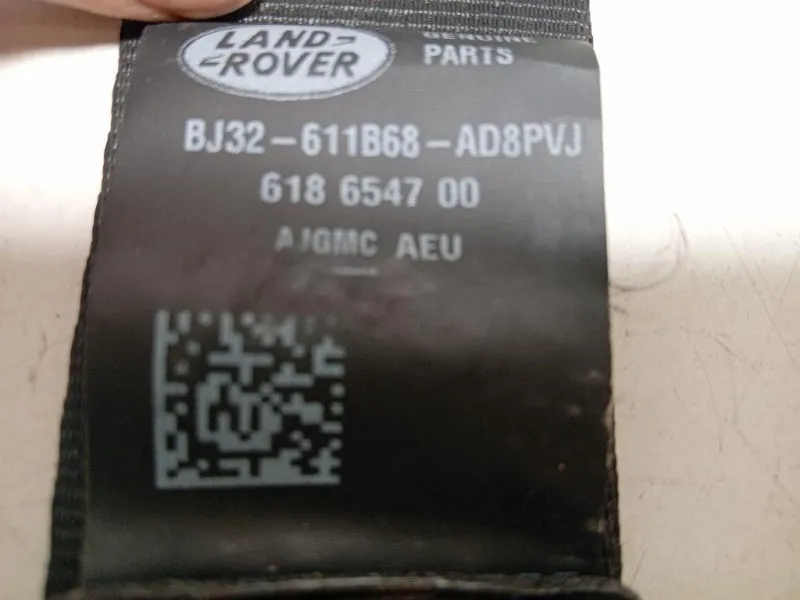 LAND
ROVER
GENUINE
PARTS
BJ32-611B68-AD8PVJ
618 6547 00
AJGMC AEU